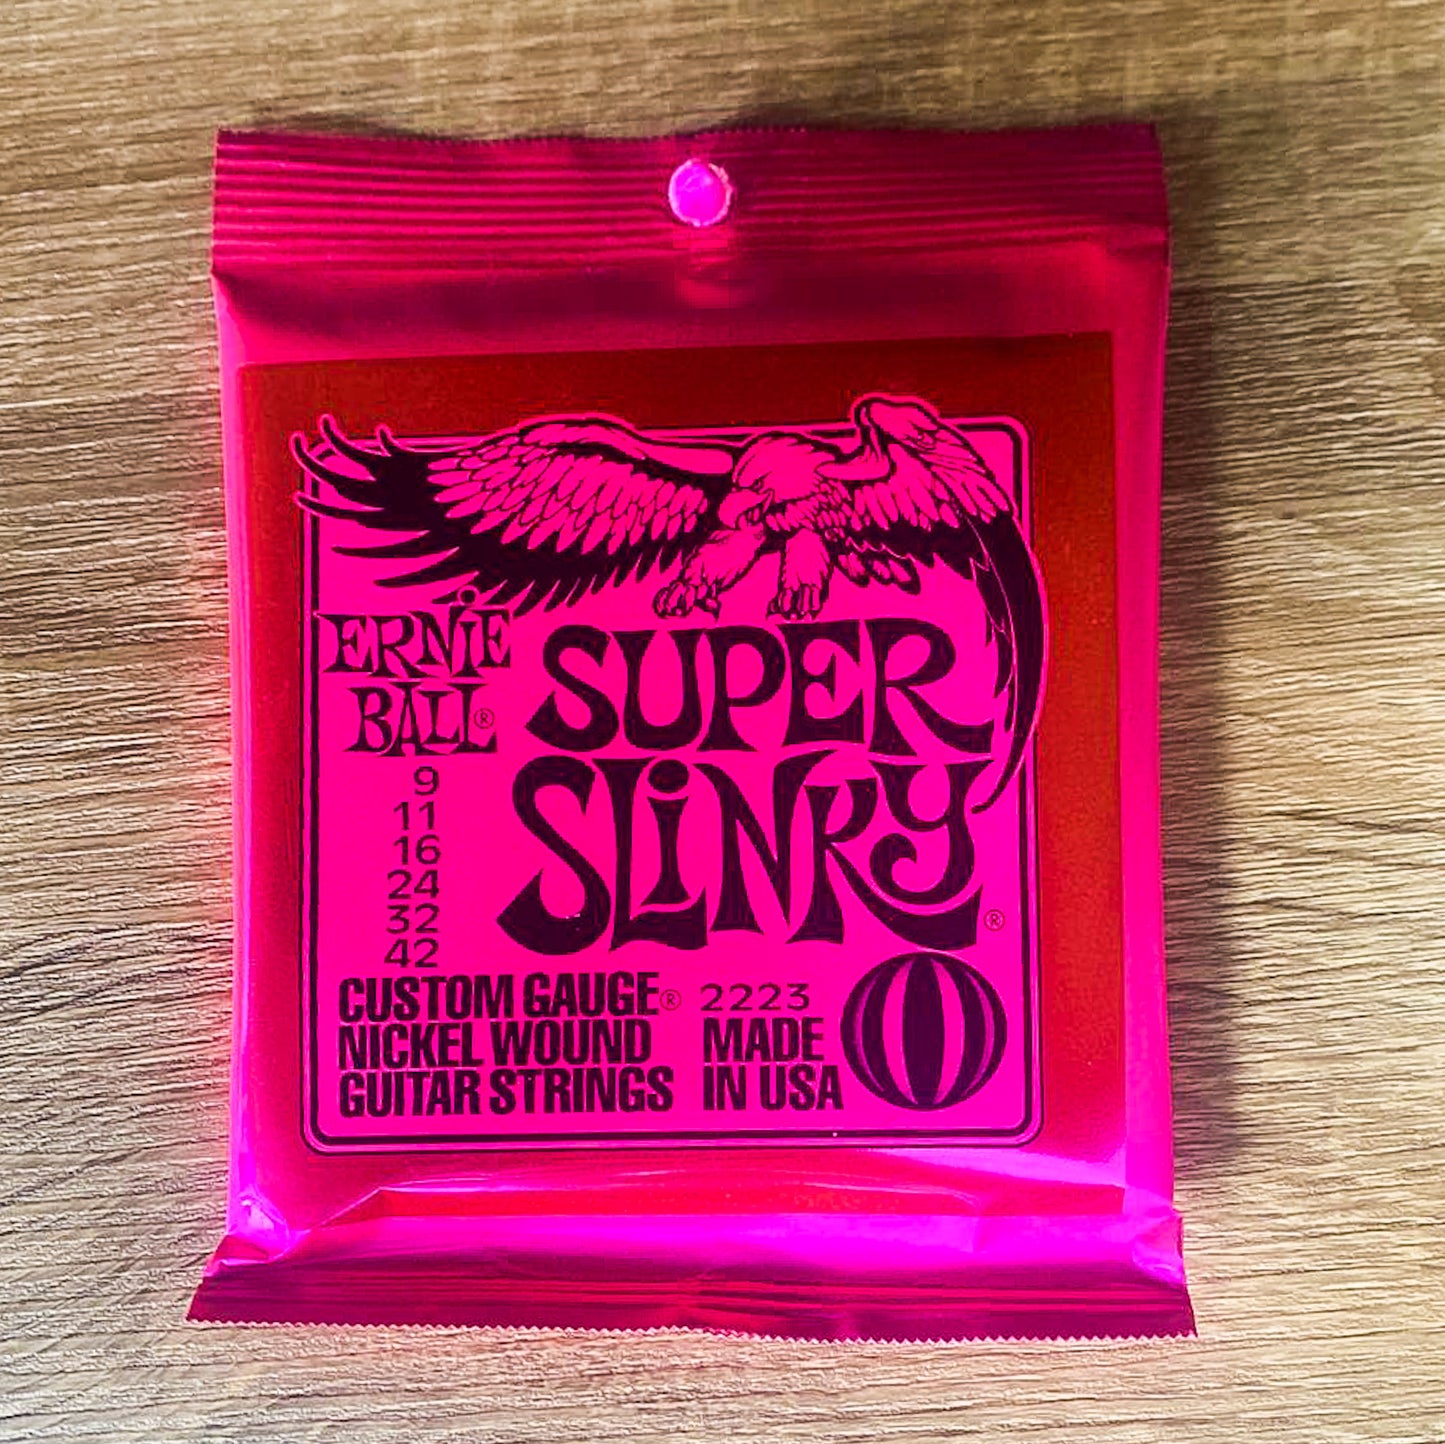 ERNIE
BALL®
SUPER
SLINKY®
9
11
16
24
32
42
CUSTOM GAUGE®
NICKEL WOUND
GUITAR STRINGS
2223
MADE
IN USA